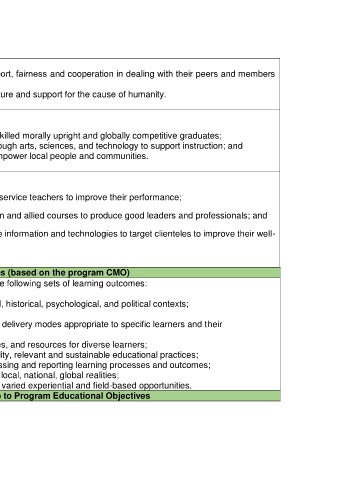 ort, fairness and cooperation in dealing with their peers and members
ure and support for the cause of humanity.
killed morally upright and globally competitive graduates;
ough arts, sciences, and technology to support instruction; and
npower local people and communities.
service teachers to improve their performance;
n and allied courses to produce good leaders and professionals; and
e information and technologies to target clienteles to improve their well-
s (based on the program CMO)
e following sets of learning outcomes:
l, historical, psychological, and political contexts;
delivery modes appropriate to specific learners and their
es, and resources for diverse learners;
lity, relevant and sustainable educational practices;
ssing and reporting learning processes and outcomes;
local, national, global realities;
varied experiential and field-based opportunities.
p to Program Educational Objectives